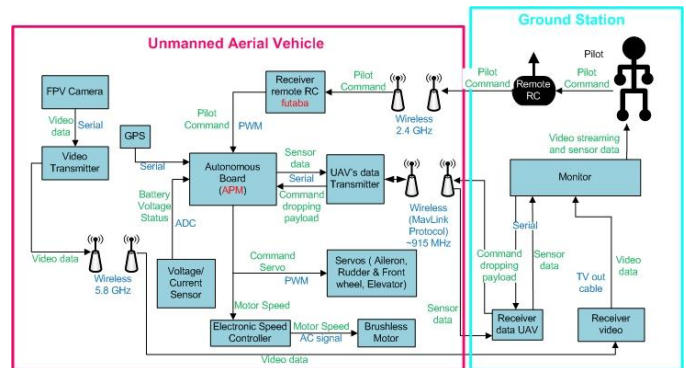 Ground Station
Unmanned Aerial Vehicle
Pilot
FPV Camera
Receiver
remote RC
futaba
Pilot
Command
Wireless
2.4 GHz
Pilot
Command
Remote
RC
Pilot
Command
Video
data
Serial
GPS
Pilot
Command
PWM
Video
Transmitter
Serial
Autonomous
Board
(APM)
Sensor
data
Serial
Command
dropping
payload
UAV's data
Transmitter
Wireless
(MavLink
Protocol)
~915 MHz
Video streaming
and sensor data
Monitor
Battery
Voltage
Status
ADC
Video data
Wireless
5.8 GHz
Voltage/
Current
Sensor
Command
Servo
PWM
Servos ( Aileron,
Rudder & Front
wheel, Elevator)
Serial
Command
dropping
payload
Sensor
data
TV out
cable
Video
data
Sensor
data
Motor Speed
Electronic Speed
Controller
Motor Speed
AC signal
Brushless
Motor
Receiver
data UAV
Receiver
video
Video data